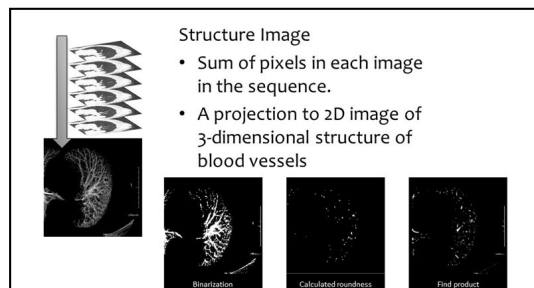 Structure Image
• Sum of pixels in each image
in the sequence.
• A projection to 2D image of
3-dimensional structure of
blood vessels
Binarization
Calculated roundness
Find product